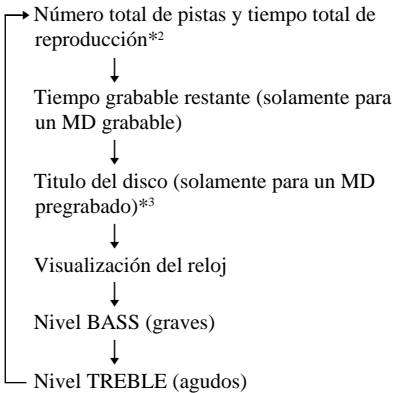 Número total de pistas y tiempo total de
reproducción*2
Tiempo grabable restante (solamente para
un MD grabable)
Titulo del disco (solamente para un MD
pregrabado)*3
Visualización del reloj
Nivel BASS (graves)
Nivel TREBLE (agudos)